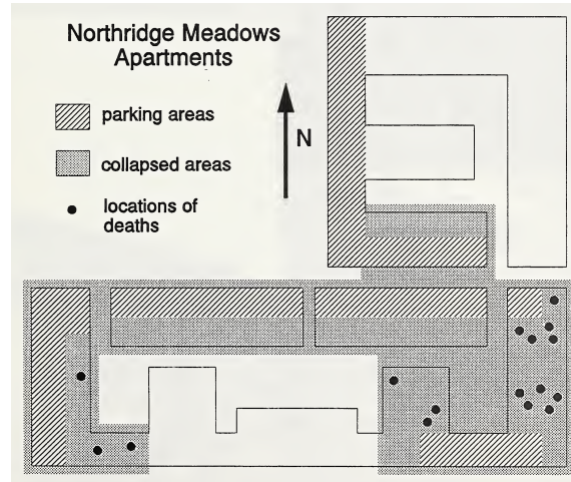 Northridge Meadows
Apartments
parking areas
N
collapsed areas
locations of
deaths